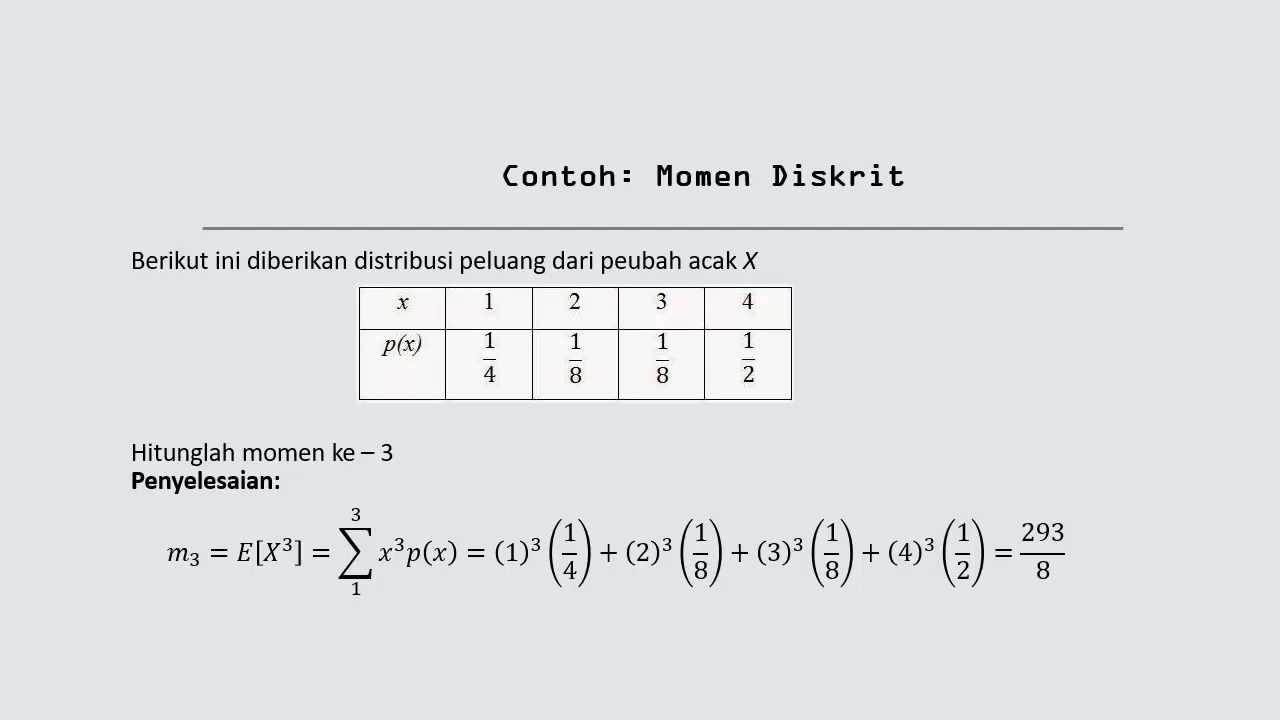 Contoh: Momen Diskrit
Berikut ini diberikan distribusi peluang dari peubah acak X
x 1 2 3 4
p(x) 1/4 1/8 1/8 1/2
Hitunglah momen ke – 3
Penyelesaian:
m₃ = E[X³] = ∑₁³ x³p(x) = (1)³(1/4) + (2)³(1/8) + (3)³(1/8) + (4)³(1/2) = 293/8